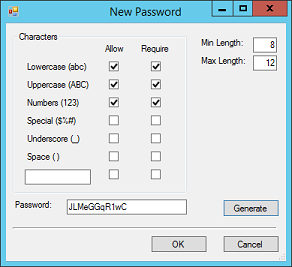 New Password
Characters
Allow Require
Min Length: 8
Max Length: 12
Lowercase (abc)
Uppercase (ABC)
Numbers (123)
Special ($%#)
Underscore (_)
Space ( )
Password: JLMeGGqR1wC
Generate
OK Cancel